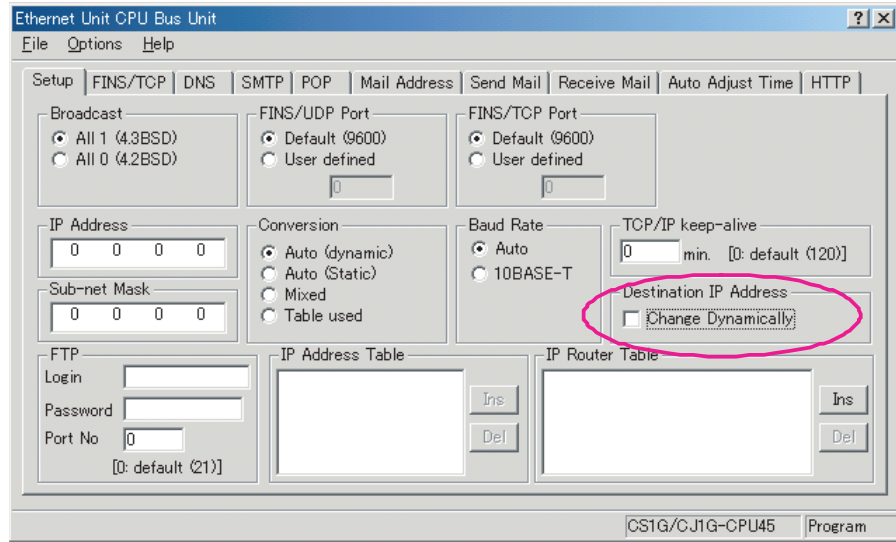 Ethernet Unit CPU Bus Unit
File Options Help
Setup FINS/TCP DNS SMTP POP Mail Address Send Mail Receive Mail Auto Adjust Time HTTP
Broadcast
All 1 (4.3BSD)
All 0 (4.2BSD)
FINS/UDP Port
Default (9600)
User defined
0
FINS/TCP Port
Default (9600)
User defined
0
IP Address
0 0 0 0
Sub-net Mask
0 0 0 0
Conversion
Auto (dynamic)
Auto (Static)
Mixed
Table used
Baud Rate
Auto
10BASE-T
TCP/IP keep-alive
0 min. [0: default (120)]
Destination IP Address
Change Dynamically
FTP
Login
Password
Port No 0
[0: default (21)]
IP Address Table
Ins
Del
IP Router Table
Ins
Del
CS1G/CJ1G-CPU45 Program